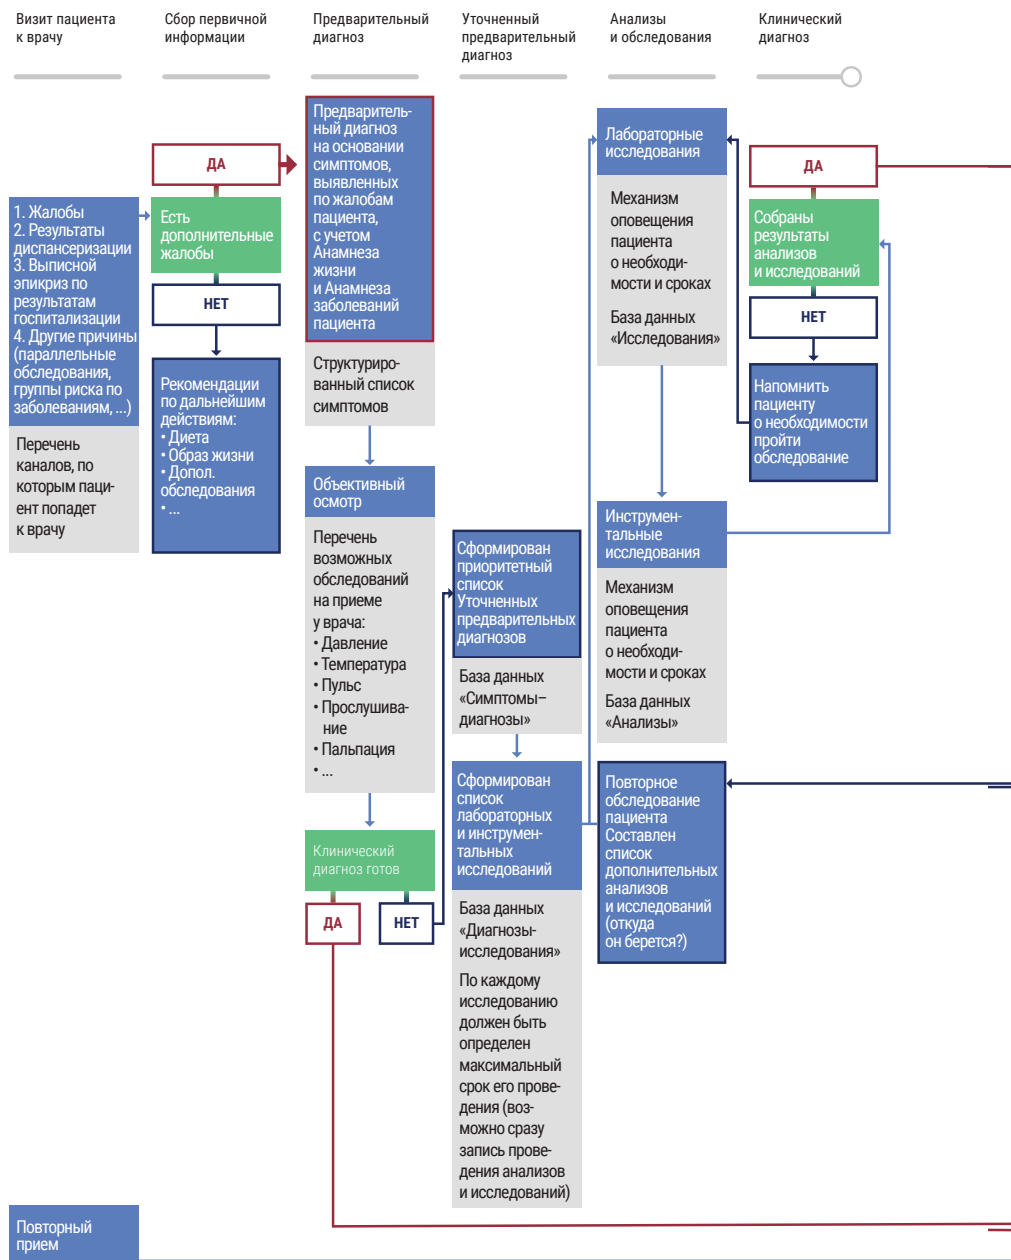 Визит пациента
к врачу
Сбор первичной
информации
Предварительный
диагноз
Уточненный
предварительный
диагноз
Анализы
и обследования
Клинический
диагноз
1. Жалобы
2. Результаты
диспансеризации
3. Выписной
эпикриз по
результатам
госпитализации
4. Другие причины
(параллельные
обследования,
группы риска по
заболеваниям, ...)
Перечень
каналов, по
которым паци-
ент попадет
к врачу
ДА
Есть
дополнительные
жалобы
НЕТ
Рекомендации
по дальнейшим
действиям:
• Диета
• Образ жизни
• Допол.
обследования
• ...
Предваритель-
ный диагноз
на основании
симптомов,
выявленных
по жалобам
пациента,
с учетом
Анамнеза
жизни
и Анамнеза
заболеваний
пациента
Структуриро-
ванный список
симптомов
Объективный
осмотр
Перечень
возможных
обследований
на приеме
у врача:
• Давление
• Температура
• Пульс
• Прослушива-
ние
• Пальпация
• ...
Клинический
диагноз готов
ДА
НЕТ
Сформирован
приоритетный
список
Уточненных
предварительных
диагнозов
База данных
«Симптомы–
диагнозы»
Сформирован
список
лабораторных
и инструмен-
тальных
исследований
База данных
«Диагнозы-
исследования»
По каждому
исследованию
должен быть
определен
максимальный
срок его прове-
дения (воз-
можно сразу
запись прове-
дения анализов
и исследований)
Лабораторные
исследования
Механизм
оповещения
пациента
о необходи-
мости и сроках
База данных
«Исследования»
Инструмен-
тальные
исследования
Механизм
оповещения
пациента
о необходи-
мости и сроках
База данных
«Анализы»
Повторное
обследование
пациента
Составлен
список
дополнительных
анализов
и исследований
(откуда
он берется?)
ДА
Собраны
результаты
анализов
и исследований
НЕТ
Напомнить
пациенту
о необходимости
пройти
обследование
Повторный
прием